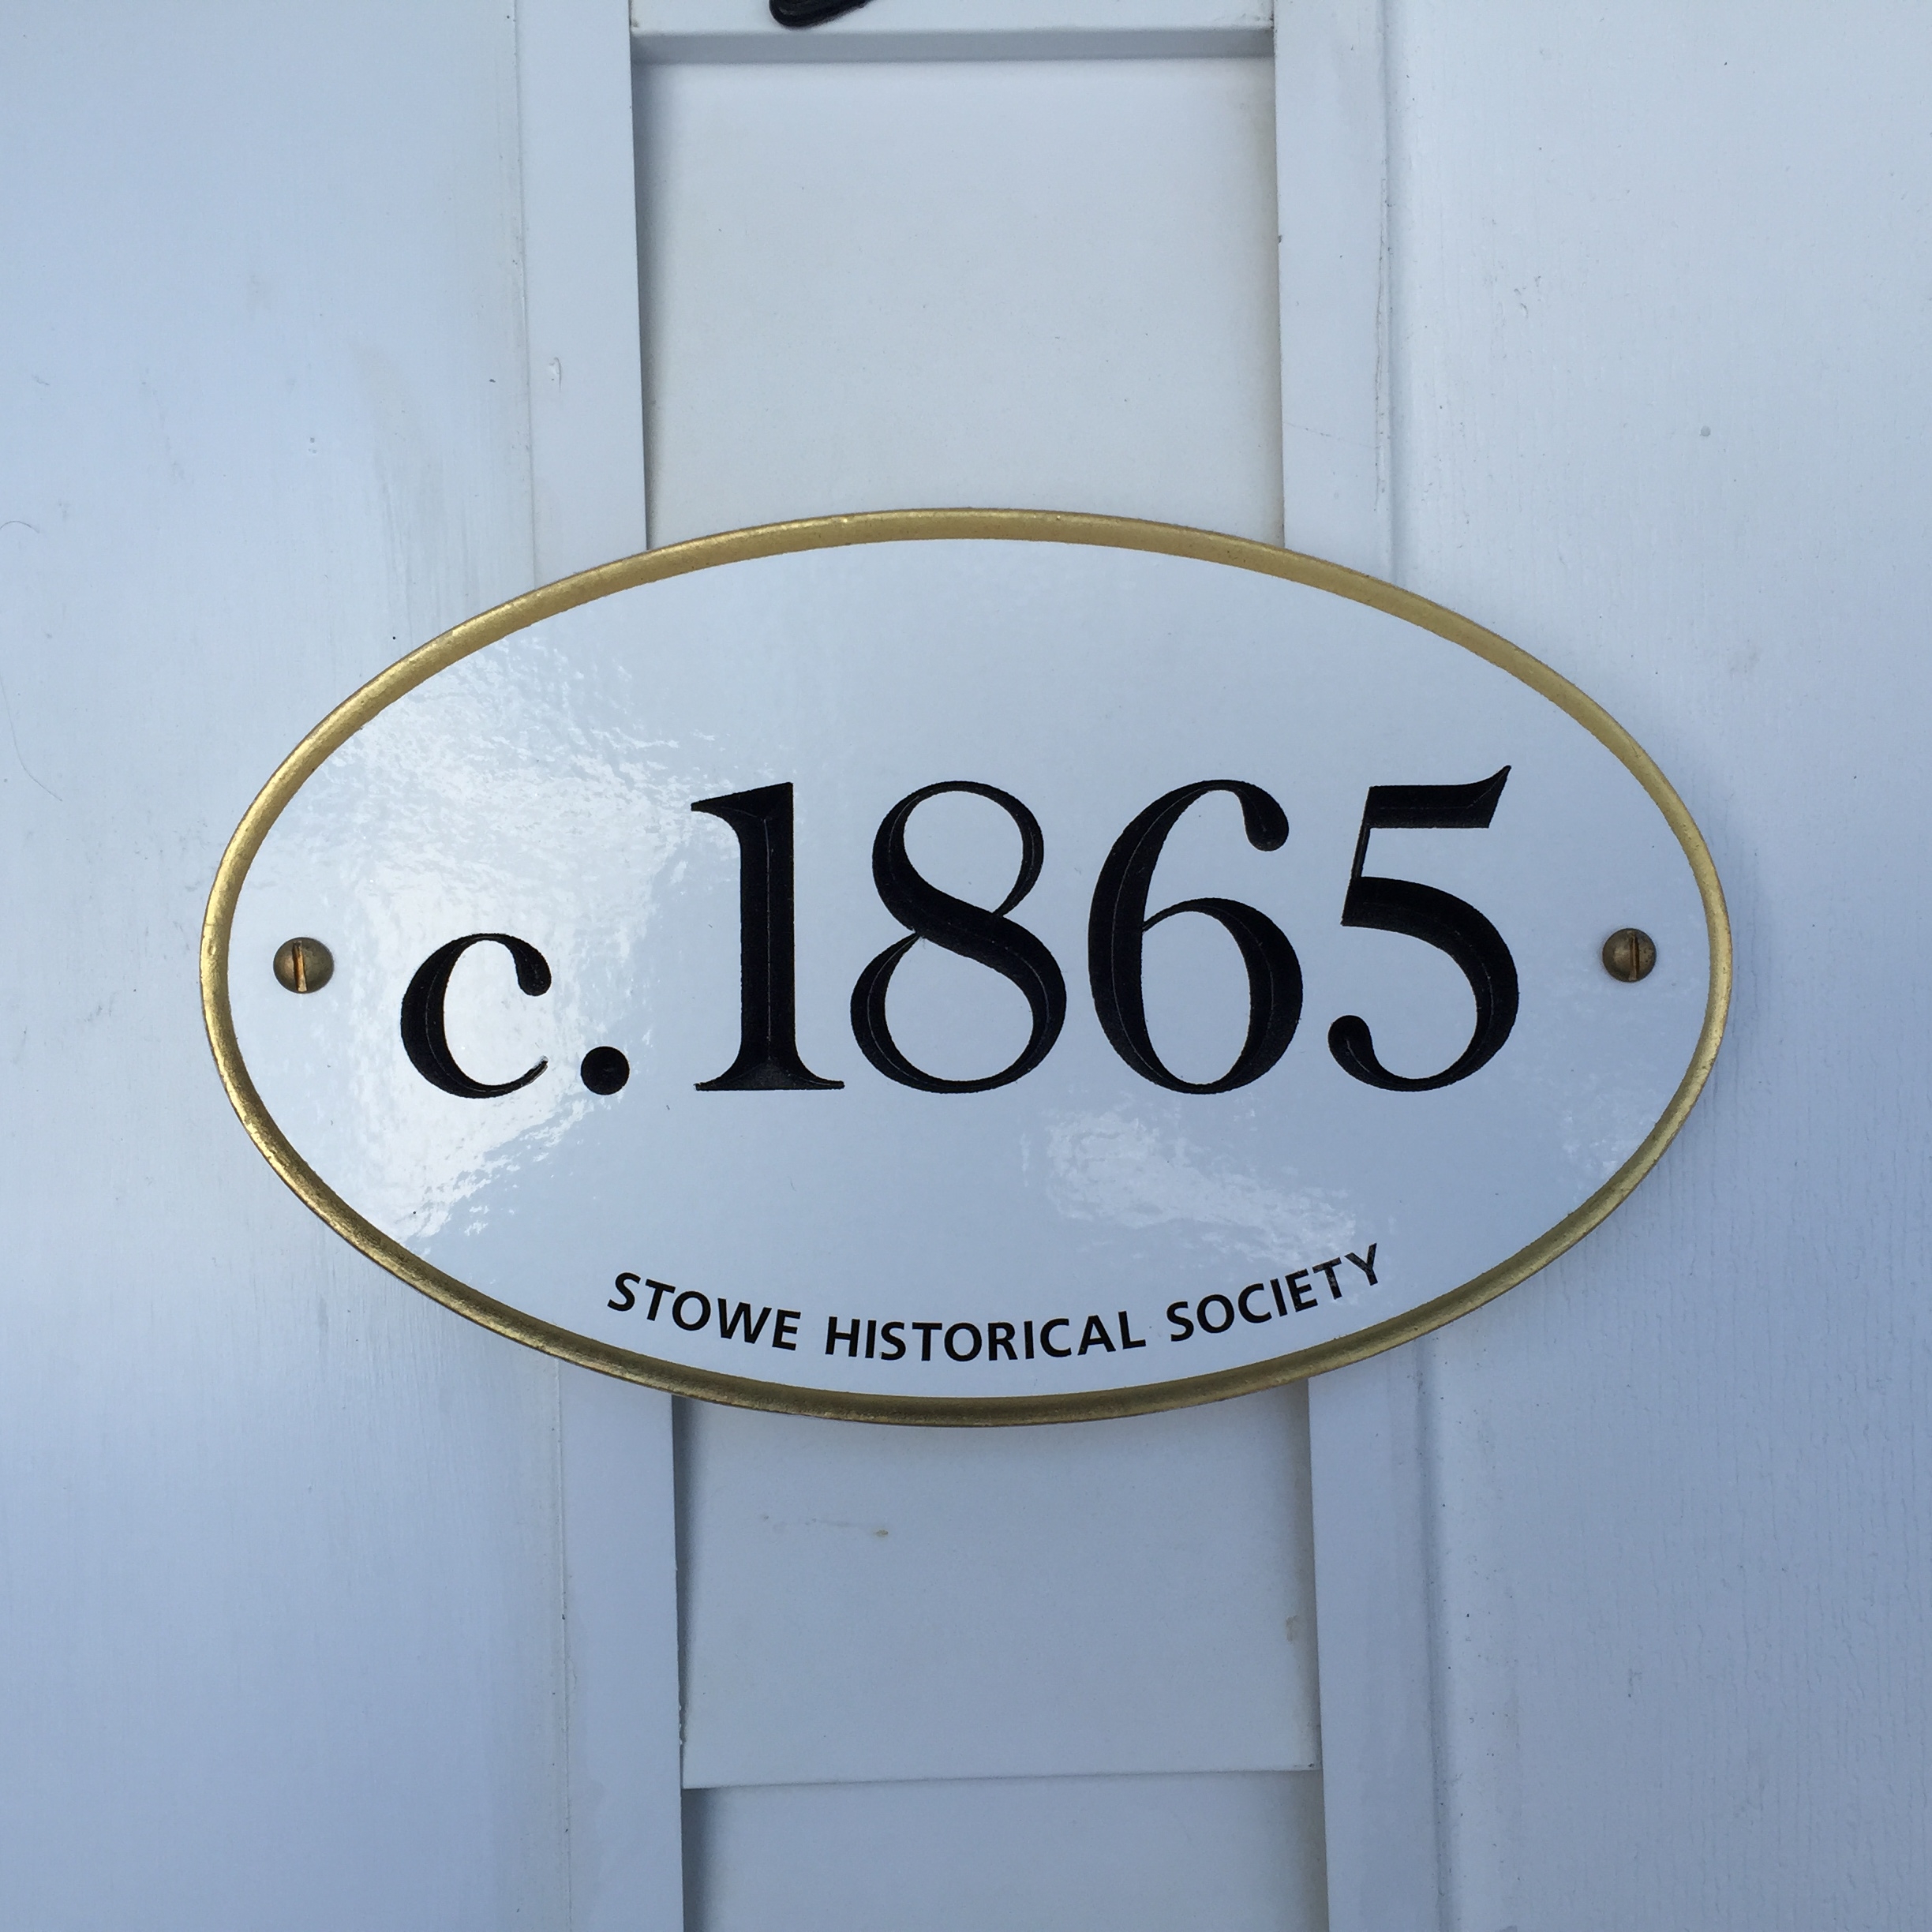 c. 1865
STOWE HISTORICAL SOCIETY